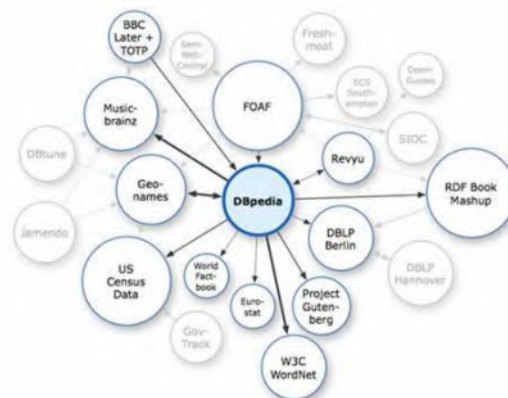 BBC
Later +
TOTP
Sem-
Web-
Central
Fresh-
meat
FOAF
ECS
South-
ampton
Open-
Guides
SIOC
Music-
brainz
DBtune
Revyu
Geo-
names
DBpedia
RDF Book
Mashup
Jamendo
DBLP
Berlin
DBLP
Hannover
US
Census
Data
World
Fact-
book
Euro-
stat
Project
Guten-
berg
Gov-
Track
W3C
WordNet